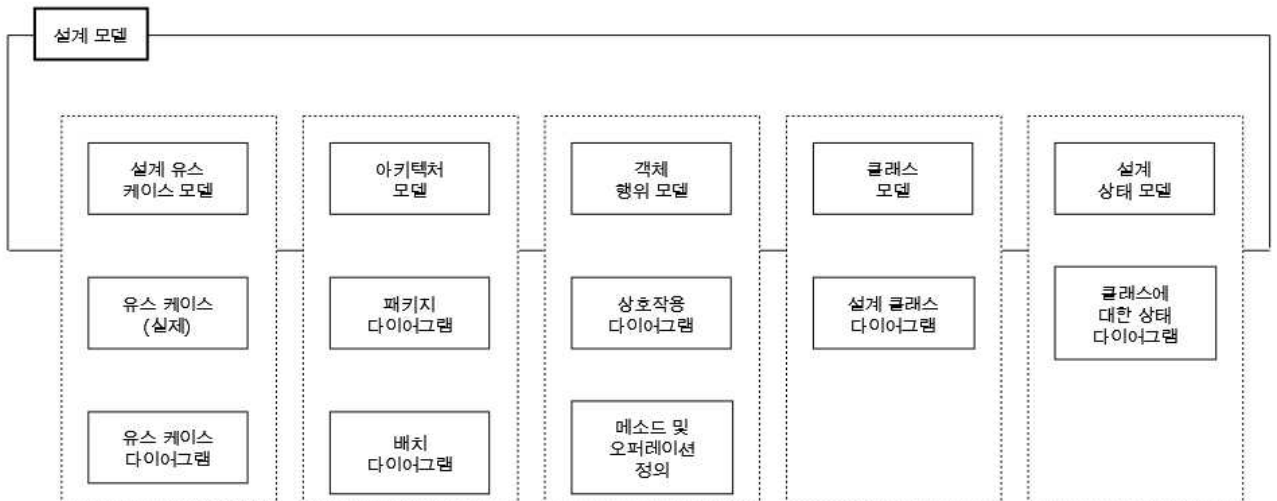 설계 모델
설계 유스
케이스 모델
아키텍처
모델
객체
행위 모델
클래스
모델
설계
상태 모델
유스 케이스
(실제)
패키지
다이어그램
상호작용
다이어그램
설계 클래스
다이어그램
클래스에
대한 상태
다이어그램
유스 케이스
다이어그램
배치
다이어그램
메소드 및
오퍼레이션
정의